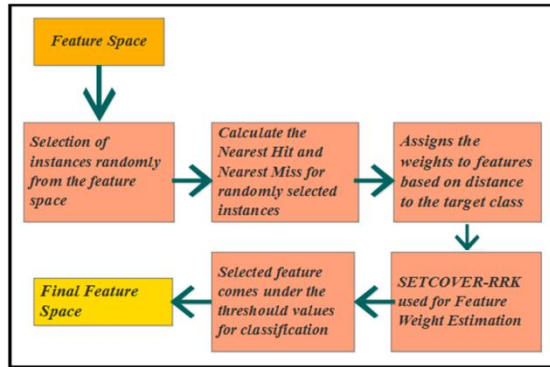 Feature Space
Selection of
instances randomly
from the feature
space
Calculate the
Nearest Hit and
Nearest Miss for
randomly selected
instances
Assigns the
weights to features
based on distance
to the target class
SETCOVER-RRK
used for Feature
Weight Estimation
Selected feature
comes under the
threshould values
for classification
Final Feature
Space